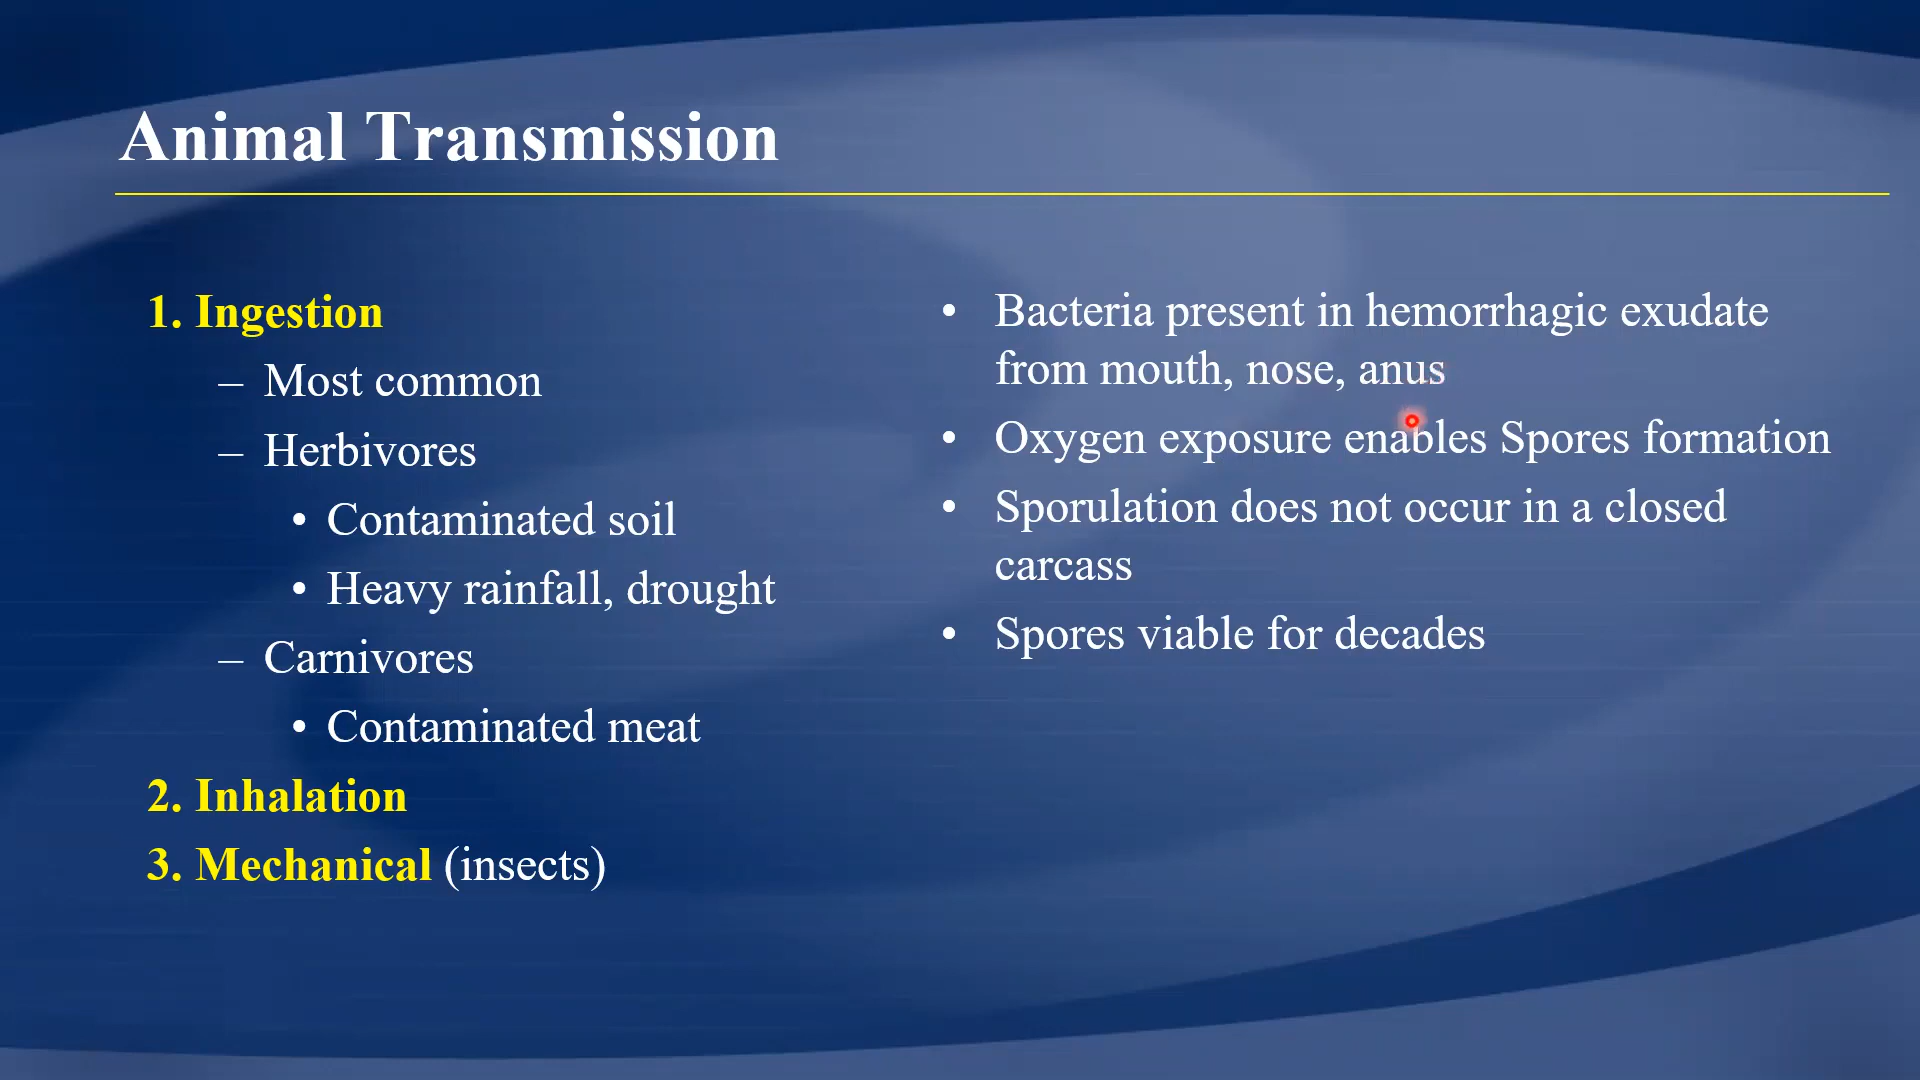 Animal Transmission
1. Ingestion
– Most common
– Herbivores
• Contaminated soil
• Heavy rainfall, drought
– Carnivores
• Contaminated meat
2. Inhalation
3. Mechanical (insects)
• Bacteria present in hemorrhagic exudate
from mouth, nose, anus
• Oxygen exposure enables Spores formation
• Sporulation does not occur in a closed
carcass
• Spores viable for decades